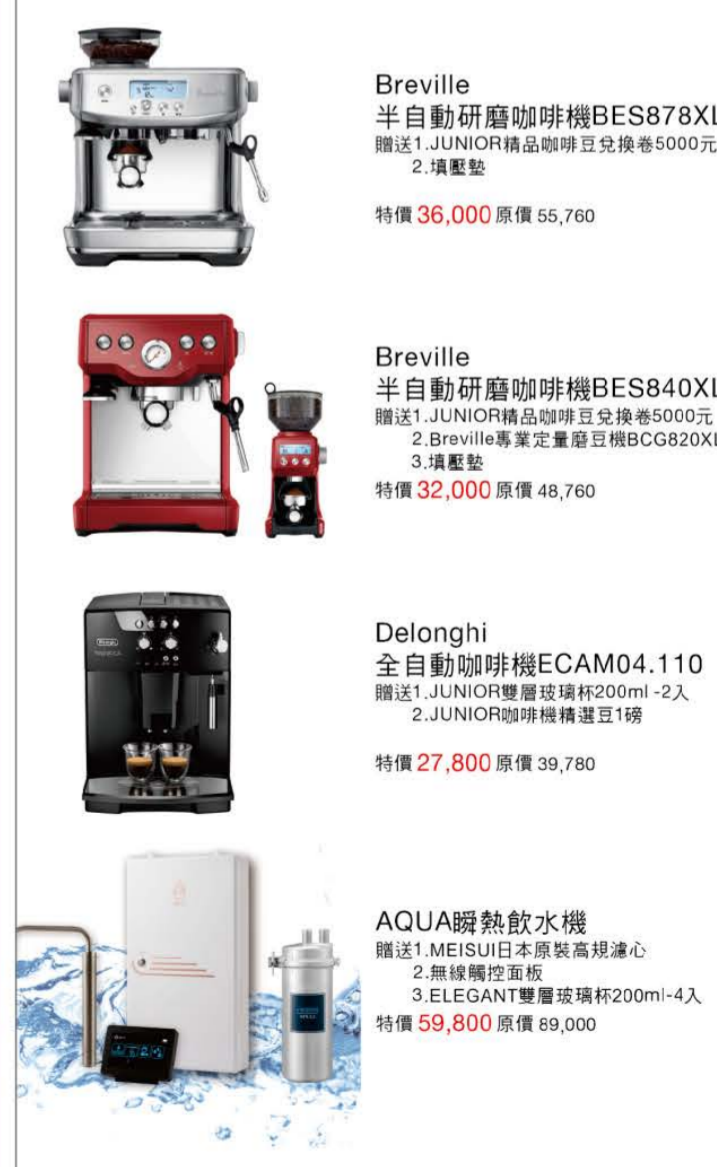 Breville
半自動研磨咖啡機BES878XL
贈送1.JUNIOR精品咖啡豆兌換卷5000元
2.填壓墊
特價 36,000 原價 55,760
Breville
半自動研磨咖啡機BES840XL
贈送1.JUNIOR精品咖啡豆兌換卷5000元
2.Breville專業定量磨豆機BCG820XL
3.填壓墊
特價 32,000 原價 48,760
Delonghi
全自動咖啡機ECAM04.110
贈送1.JUNIOR雙層玻璃杯200ml -2入
2.JUNIOR咖啡機精選豆1磅
特價 27,800 原價 39,780
AQUA瞬熱飲水機
贈送1.MEISUI日本原裝高規濾心
2.無線觸控面板
3.ELEGANT雙層玻璃杯200ml-4入
特價 59,800 原價 89,000